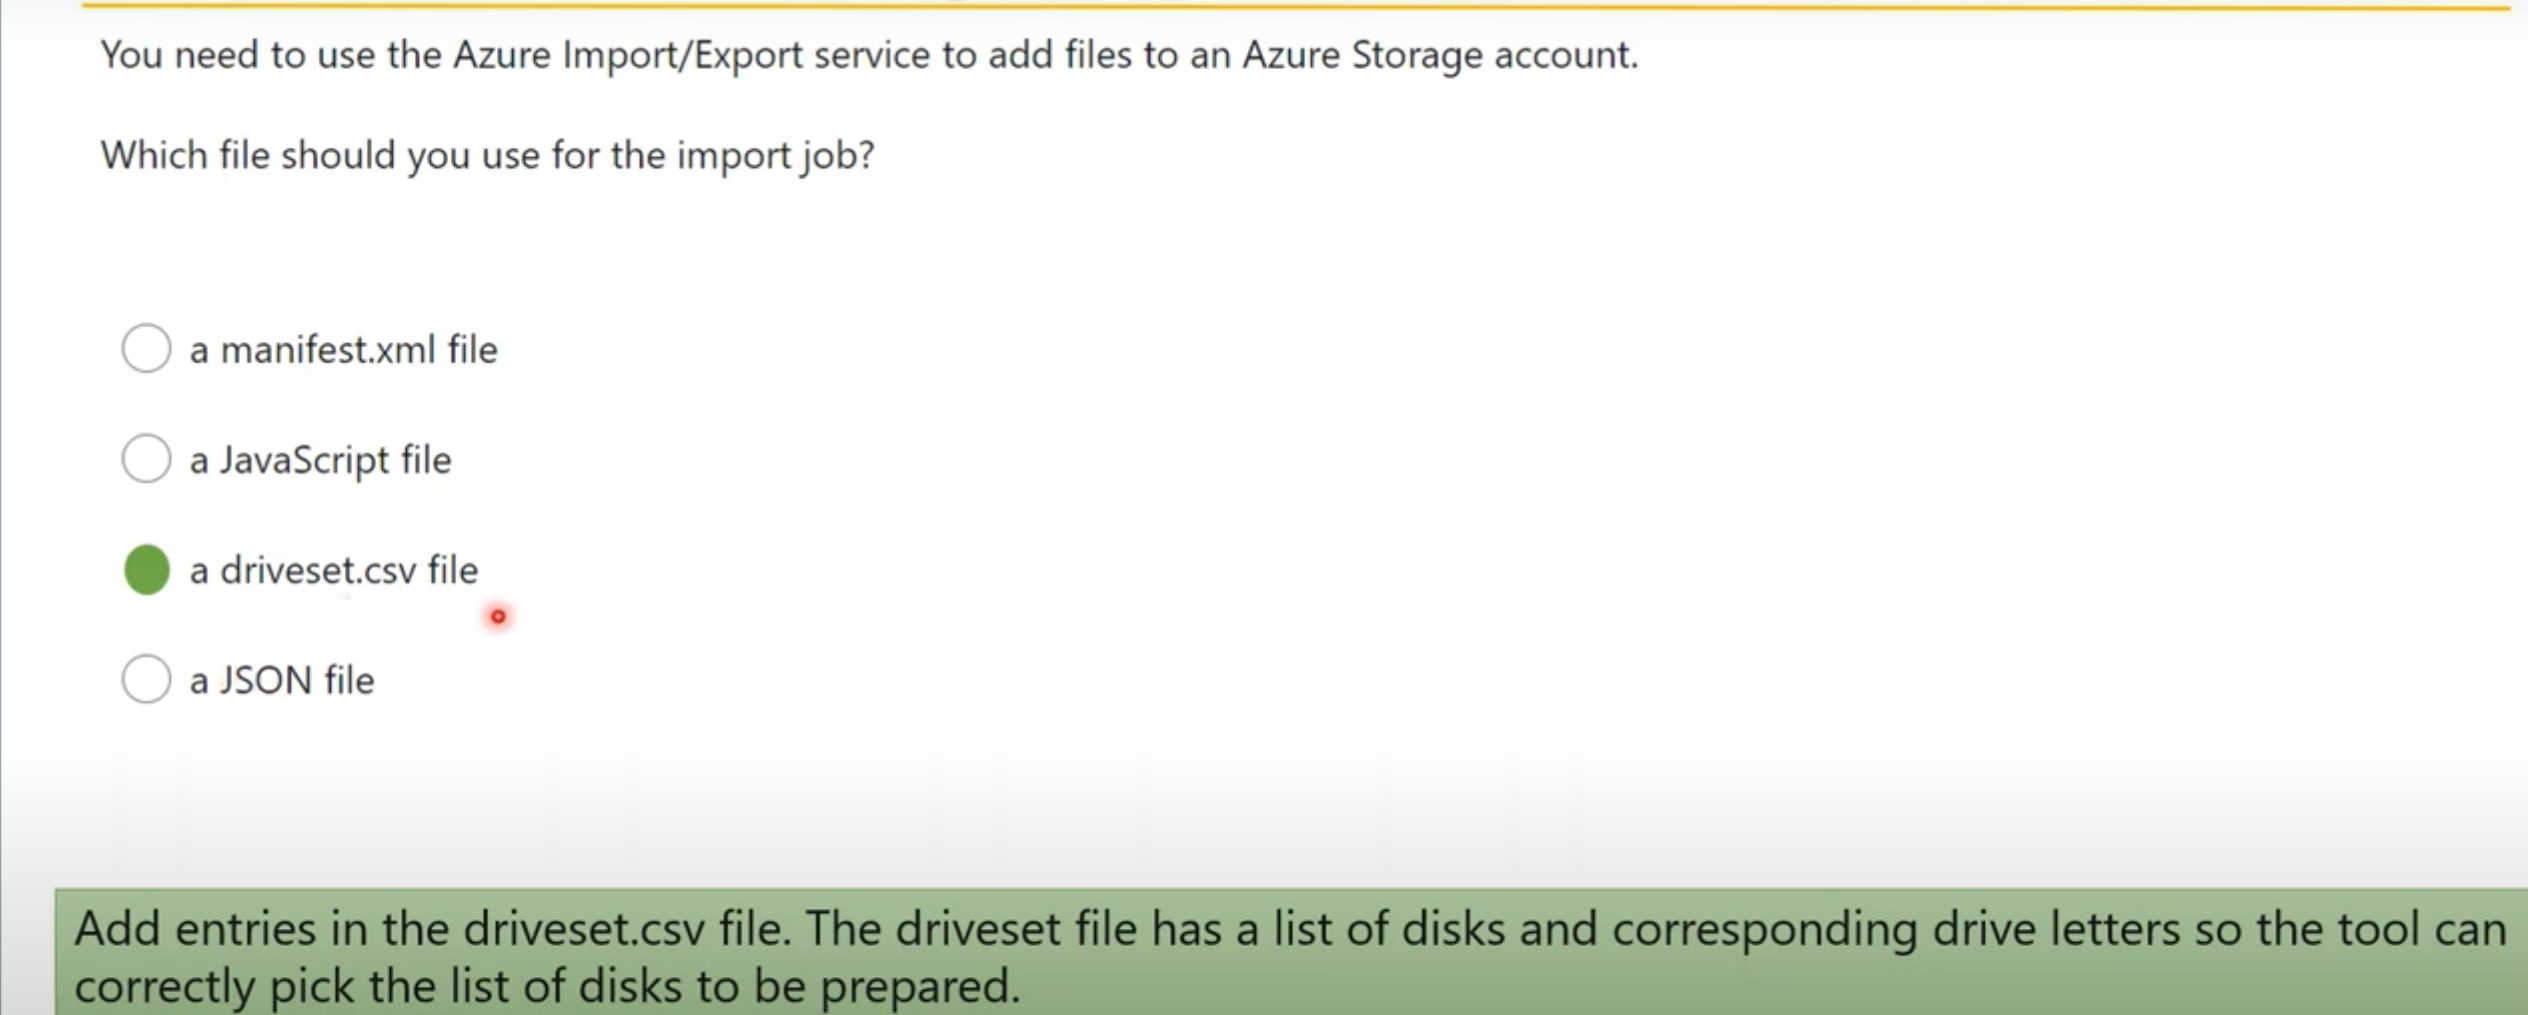 You need to use the Azure Import/Export service to add files to an Azure Storage account.
Which file should you use for the import job?
a manifest.xml file
a JavaScript file
a driveset.csv file
a JSON file
Add entries in the driveset.csv file. The driveset file has a list of disks and corresponding drive letters so the tool can
correctly pick the list of disks to be prepared.